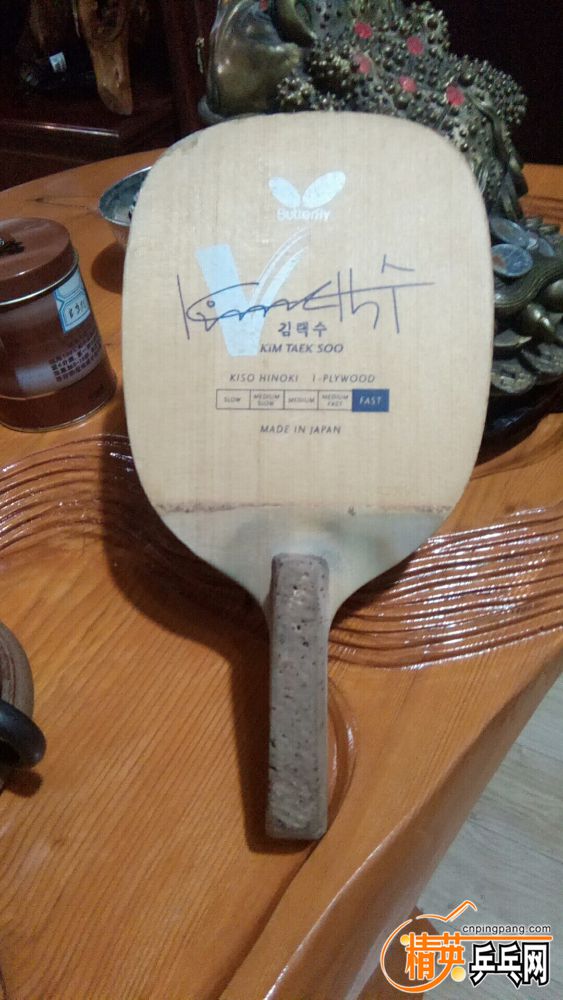 Butterfly
V
김택수
KIM TAEK SOO
KISO HINOKI 1-PLYWOOD
SLOW MEDIUM SLOW MEDIUM MEDIUM FAST FAST
MADE IN JAPAN
cnpingpang.com
精英乒乓网